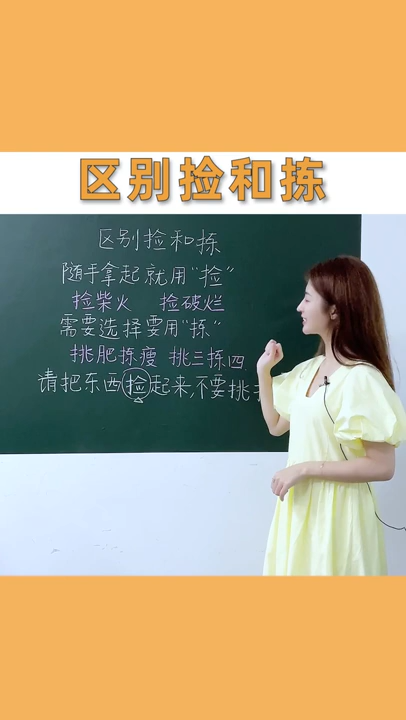 区别捡和拣
区别捡和拣
随手拿起就用“捡”
捡柴火 捡破烂
需要选择要用“拣”
挑肥拣瘦 挑三拣四
请把东西捡起来,不要挑